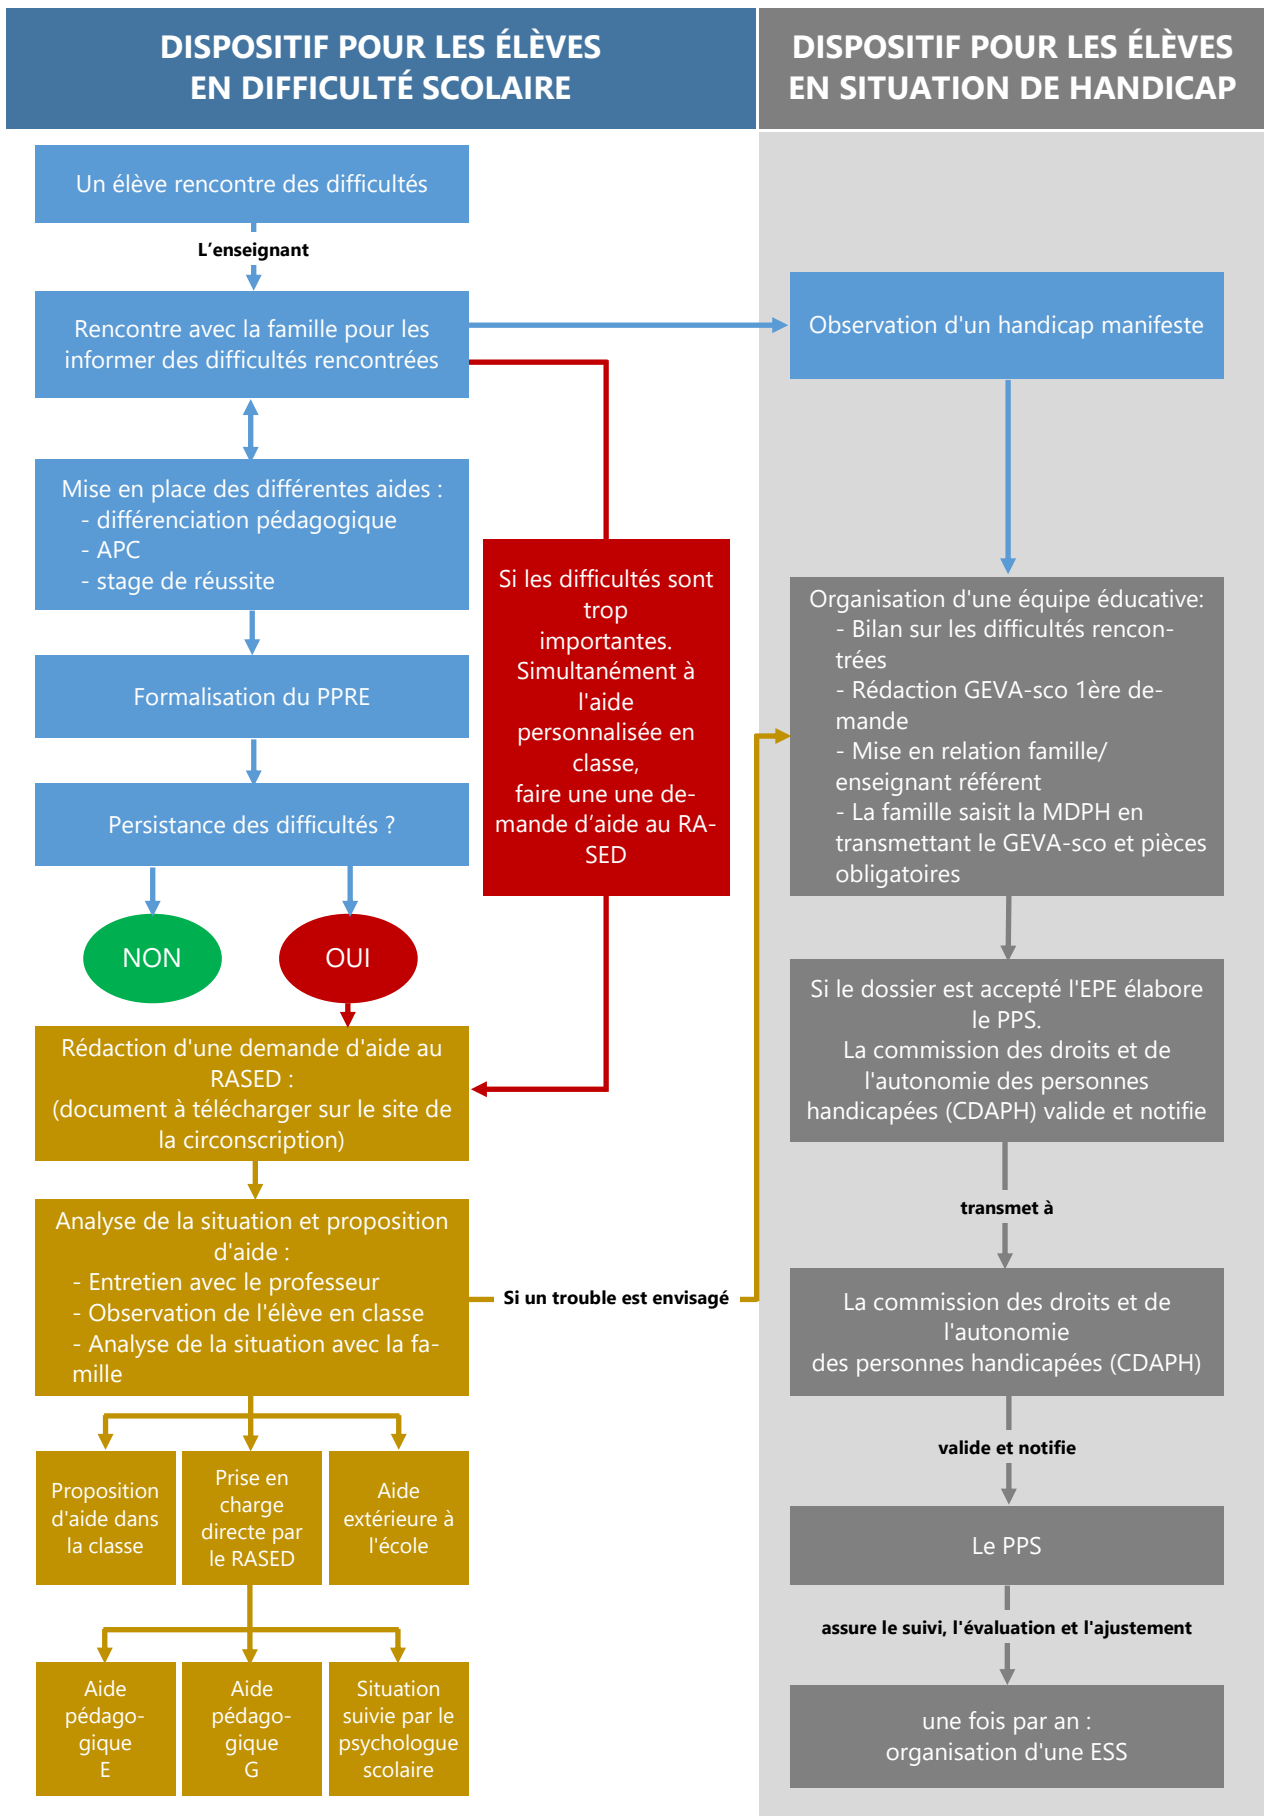 DISPOSITIF POUR LES ÉLÈVES
EN DIFFICULTÉ SCOLAIRE
DISPOSITIF POUR LES ÉLÈVES
EN SITUATION DE HANDICAP
Un élève rencontre des difficultés
L’enseignant
Rencontre avec la famille pour les
informer des difficultés rencontrées
Mise en place des différentes aides :
- différenciation pédagogique
- APC
- stage de réussite
Formalisation du PPRE
Persistance des difficultés ?
NON
OUI
Si les difficultés sont
trop
importantes.
Simultanément à
l'aide
personnalisée en
classe,
faire une une de-
mande d’aide au RA-
SED
Rédaction d'une demande d'aide au
RASED :
(document à télécharger sur le site de
la circonscription)
Analyse de la situation et proposition
d'aide :
- Entretien avec le professeur
- Observation de l'élève en classe
- Analyse de la situation avec la fa-
mille
Si un trouble est envisagé
Proposition
d'aide dans
la classe
Prise en
charge
directe par
le RASED
Aide
extérieure à
l'école
Aide
pédago-
gique
E
Aide
pédago-
gique
G
Situation
suivie par le
psychologue
scolaire
Observation d'un handicap manifeste
Organisation d'une équipe éducative:
- Bilan sur les difficultés rencon-
trées
- Rédaction GEVA-sco 1ère de-
mande
- Mise en relation famille/
enseignant référent
- La famille saisit la MDPH en
transmettant le GEVA-sco et pièces
obligatoires
Si le dossier est accepté l'EPE élabore
le PPS.
La commission des droits et de
l'autonomie des personnes
handicapées (CDAPH) valide et notifie
transmet à
La commission des droits et de
l'autonomie
des personnes handicapées (CDAPH)
valide et notifie
Le PPS
assure le suivi, l'évaluation et l'ajustement
une fois par an :
organisation d'une ESS